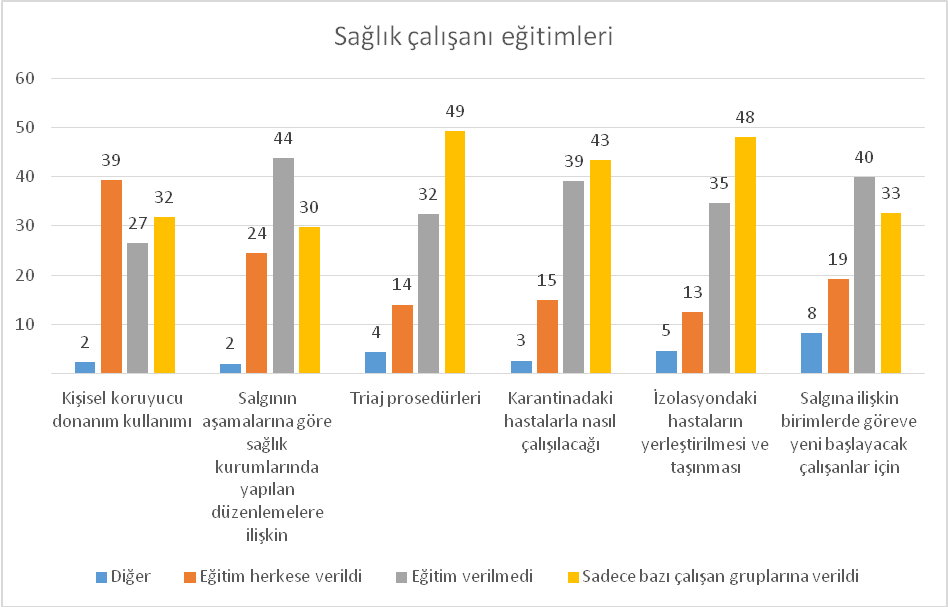 Sağlık çalışanı eğitimleri
60
50
40
30
20
10
2 39 27 32
2 24 44 30
4 14 32 49
3 15 39 43
5 13 35 48
8 19 40 33
Kişisel koruyucu
donanım kullanımı
Salgının
aşamalarına göre
sağlık
kurumlarında
yapılan
düzenlemelere
ilişkin
Triaj prosedürleri
Karantinadaki
hastalarla nasıl
çalışılacağı
İzolasyondaki
hastaların
yerleştirilmesi ve
taşınması
Salgına ilişkin
birimlerde göreve
yeni başlayacak
çalışanlar için
Diğer
Eğitim herkese verildi
Eğitim verilmedi
Sadece bazı çalışan gruplarına verildi